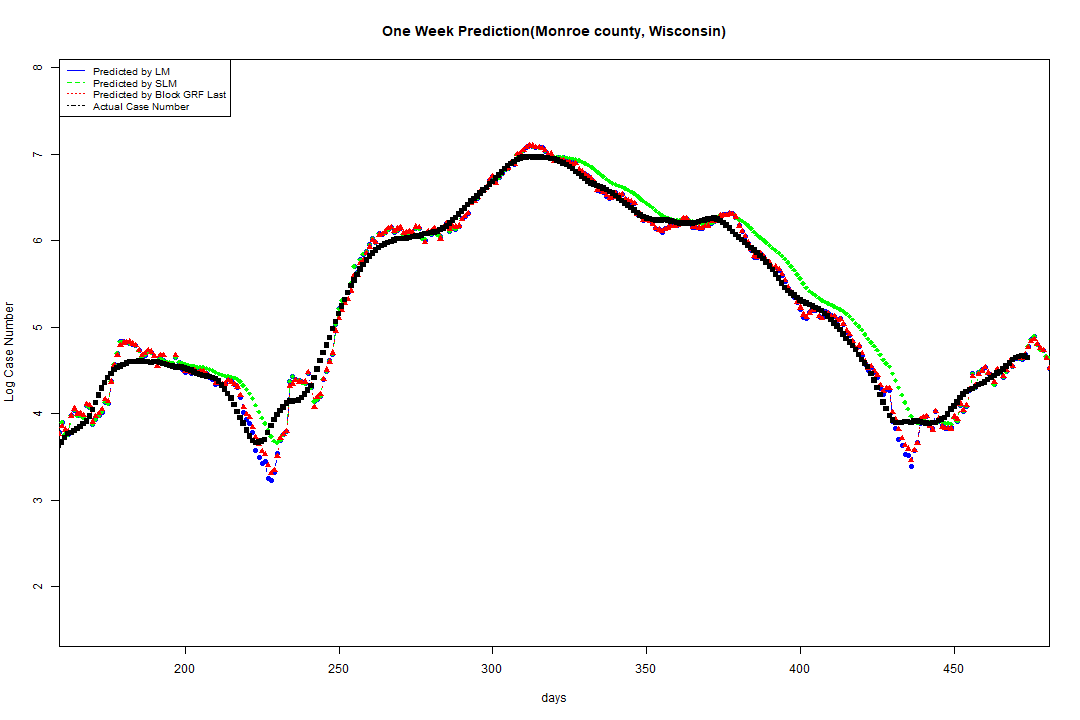 One Week Prediction(Monroe county, Wisconsin)
Predicted by LM
Predicted by SLM
Predicted by Block GRF Last
Actual Case Number
8
7
6
5
4
3
2
Log Case Number
200 250 300 350 400 450
days